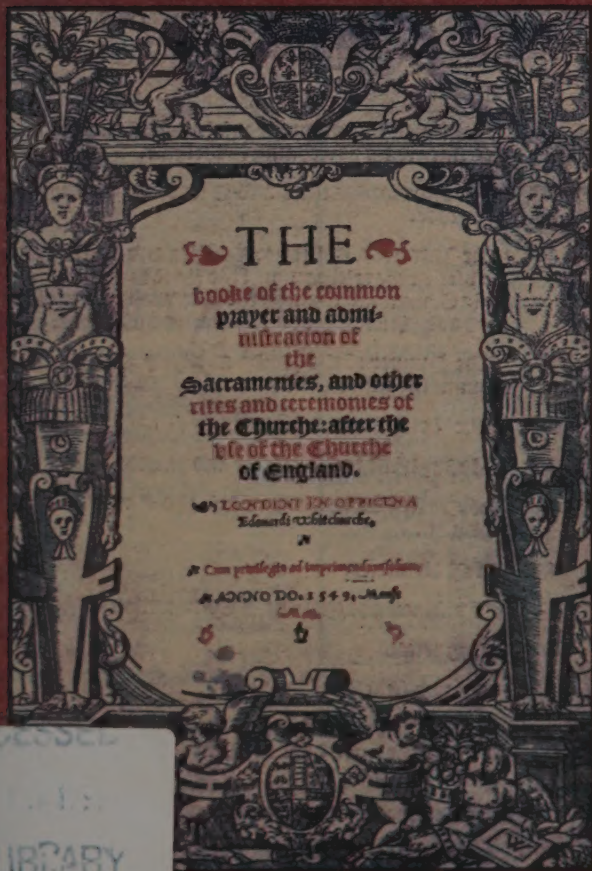 THE
booke of the common
prayer and admi-
nistracion of
the
Sacramentes, and other
rites and ceremonies of
the Churche: after the
vse of the Churche
of England.
LONDINI IN OFFICINA
Edouardi Whitchurche.
Cum priuilegio ad imprimendum solum.
ANNO DO. 1549. Mense
LIBRARY